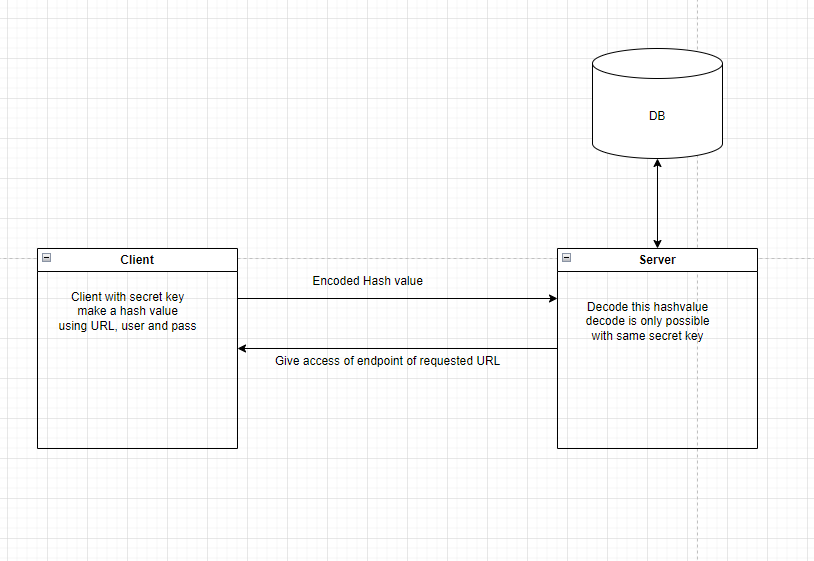 DB
Client
Server
Encoded Hash value
Client with secret key
make a hash value
using URL, user and pass
Decode this hashvalue
decode is only possible
with same secret key
Give access of endpoint of requested URL